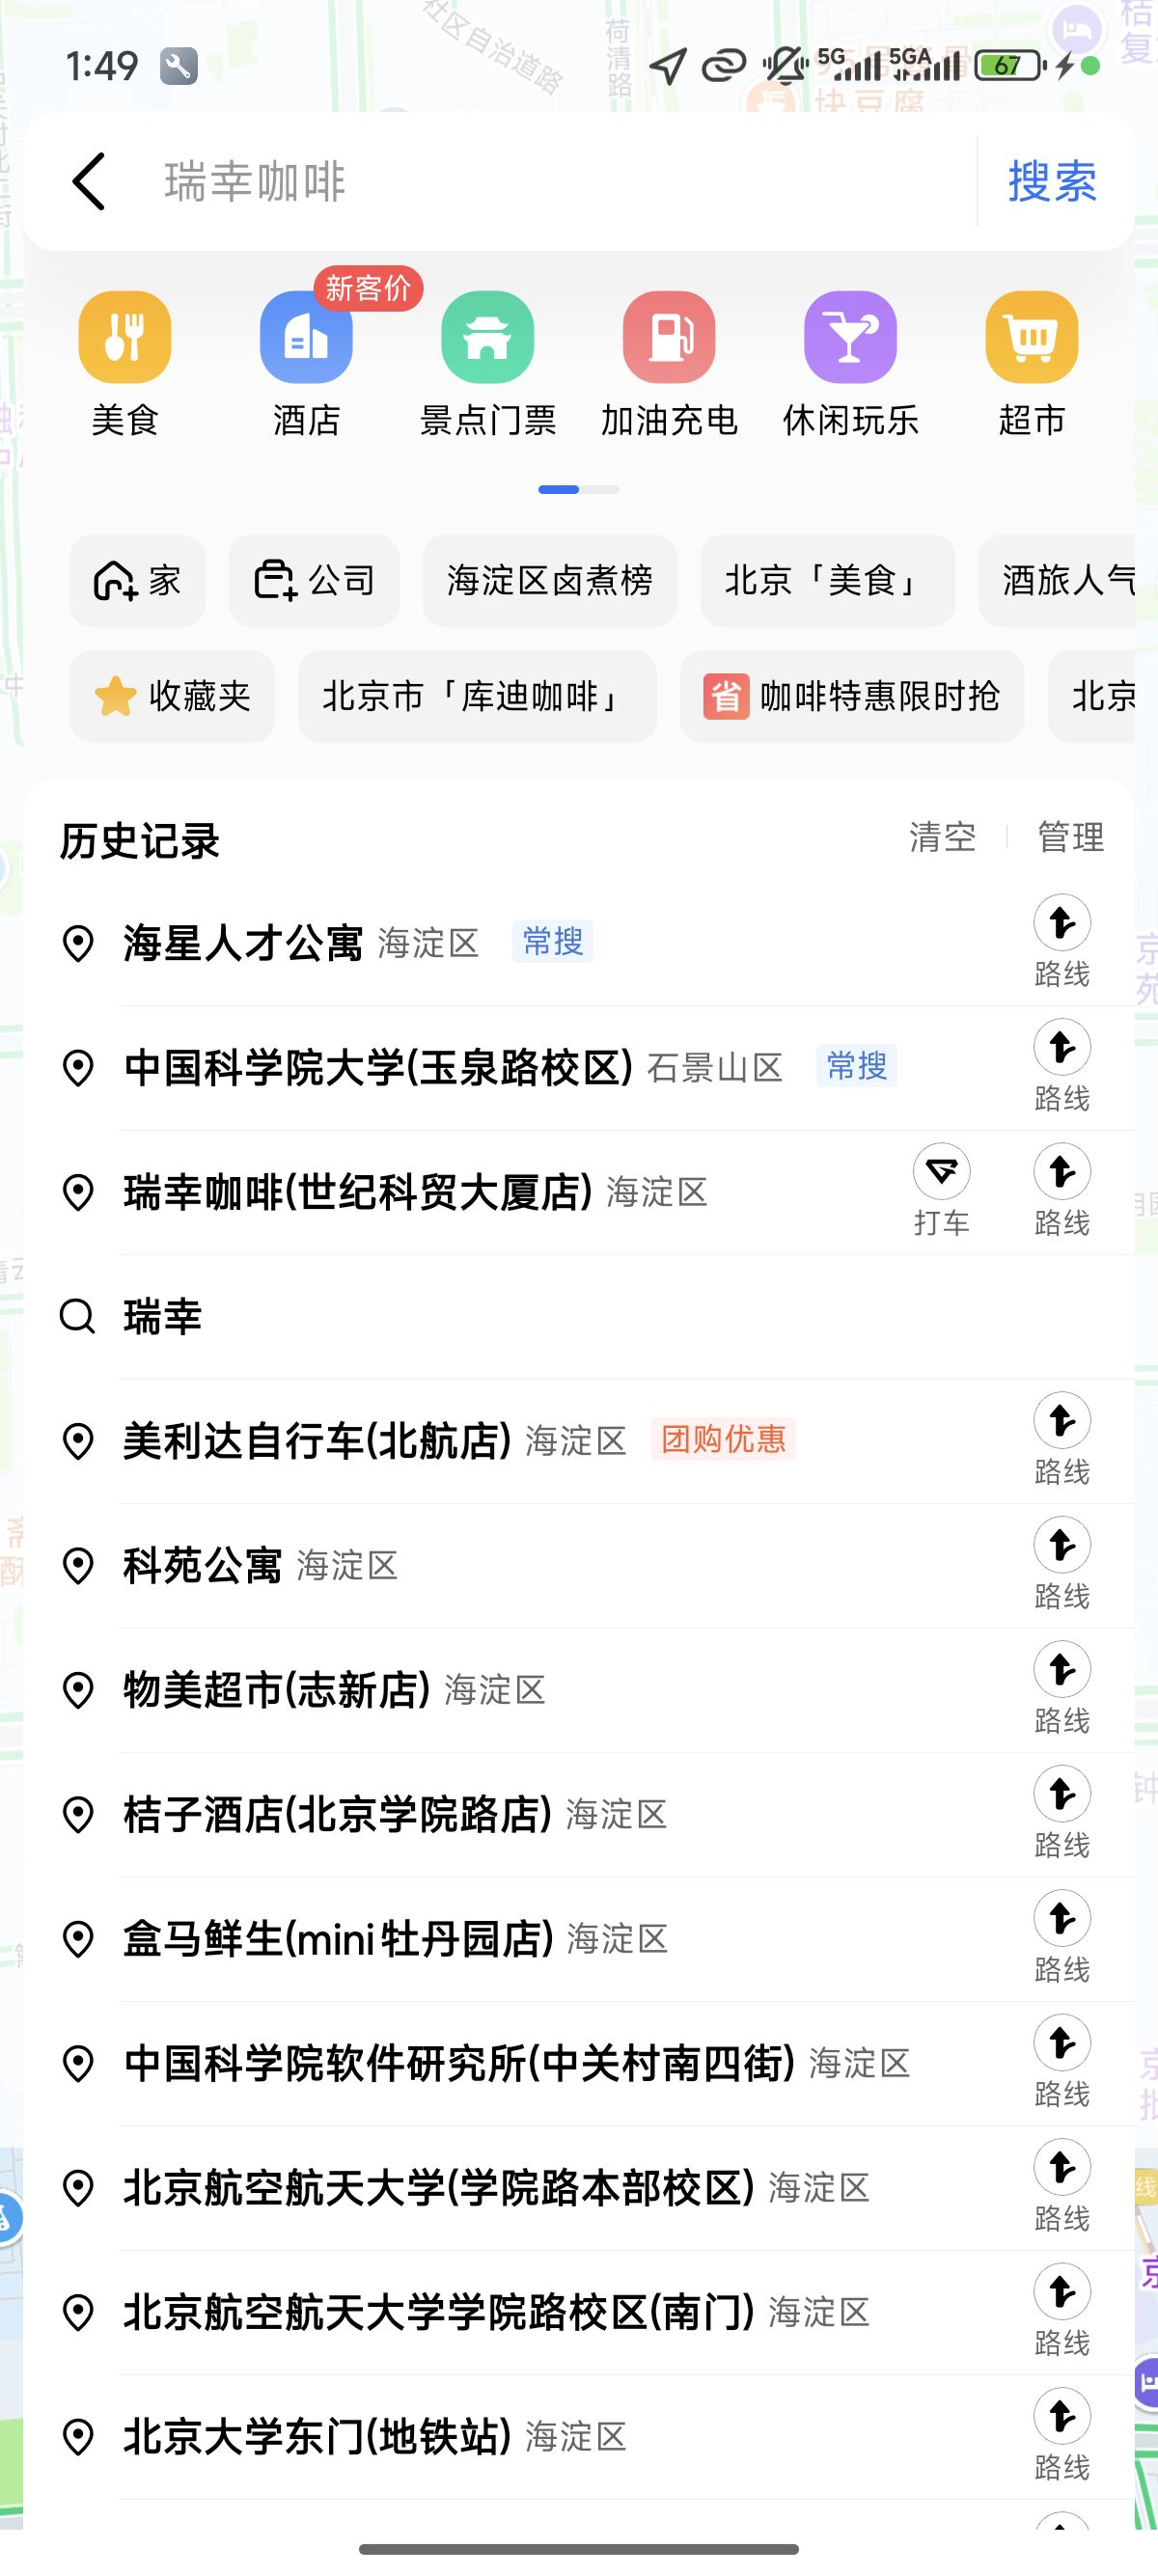 1:49
5G
5GA
67
瑞幸咖啡
搜索
新客价
美食
酒店
景点门票
加油充电
休闲玩乐
超市
家
公司
海淀区卤煮榜
北京「美食」
酒旅人气
收藏夹
北京市「库迪咖啡」
省 咖啡特惠限时抢
北京
历史记录
清空
管理
海星人才公寓 海淀区 常搜
路线
中国科学院大学(玉泉路校区) 石景山区 常搜
路线
瑞幸咖啡(世纪科贸大厦店) 海淀区
打车
路线
瑞幸
美利达自行车(北航店) 海淀区 团购优惠
路线
科苑公寓 海淀区
路线
物美超市(志新店) 海淀区
路线
桔子酒店(北京学院路店) 海淀区
路线
盒马鲜生(mini牡丹园店) 海淀区
路线
中国科学院软件研究所(中关村南四街) 海淀区
路线
北京航空航天大学(学院路本部校区) 海淀区
路线
北京航空航天大学学院路校区(南门) 海淀区
路线
北京大学东门(地铁站) 海淀区
路线